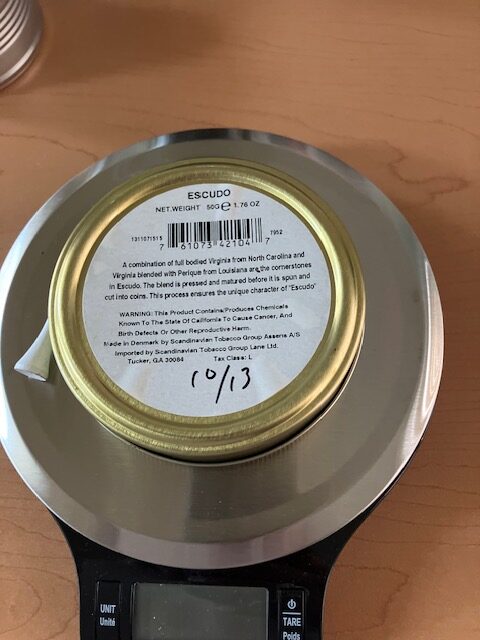 ESCUDO
NET.WEIGHT 50G ℮ 1.76 OZ
1311071515
7952
7 61073 42104 7
A combination of full bodied Virginia from North Carolina and
Virginia blended with Perique from Louisiana are the cornerstones
in Escudo. The blend is pressed and matured before it is spun and
cut into coins. This process ensures the unique character of "Escudo"
WARNING: This Product Contains/Produces Chemicals
Known To The State Of California To Cause Cancer, And
Birth Defects Or Other Reproductive Harm.
Made in Denmark by Scandinavian Tobacco Group Assens A/S
Imported by Scandinavian Tobacco Group Lane Ltd.
Tucker, GA 30084 Tax Class: L
10/13
UNIT
Unité
TARE
Poids